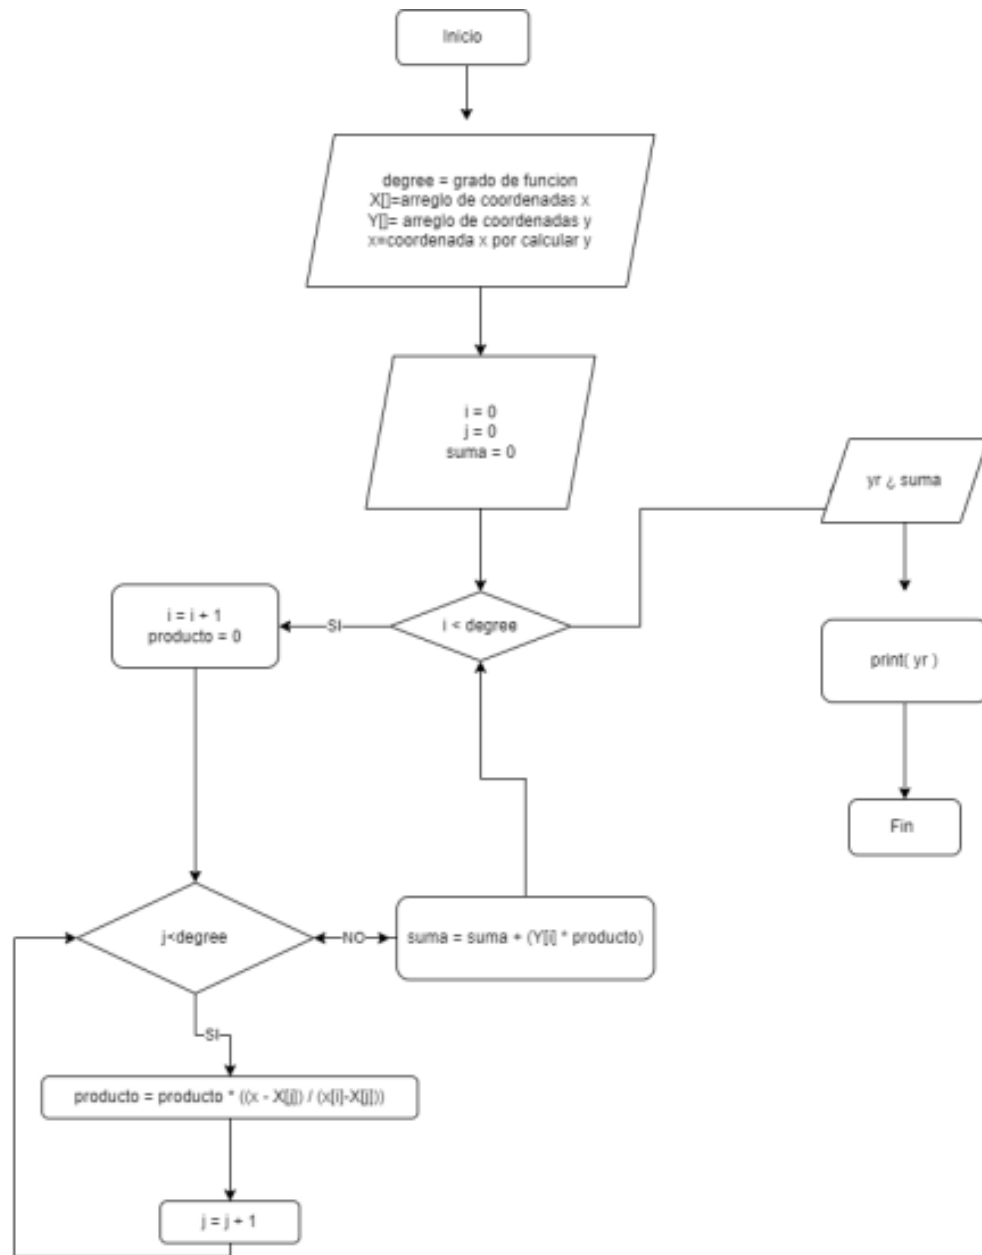 Inicio
degree = grado de funcion
X[]=arreglo de coordenadas x
Y[]= arreglo de coordenadas y
x=coordenada x por calcular y
i = 0
j = 0
suma = 0
yr ¿ suma
i = i + 1
producto = 0
SI
i < degree
print( yr )
Fin
j<degree
NO
suma = suma + (Y[i] * producto)
SI
producto = producto * ((x - X[j]) / (x[i]-X[j]))
j = j + 1